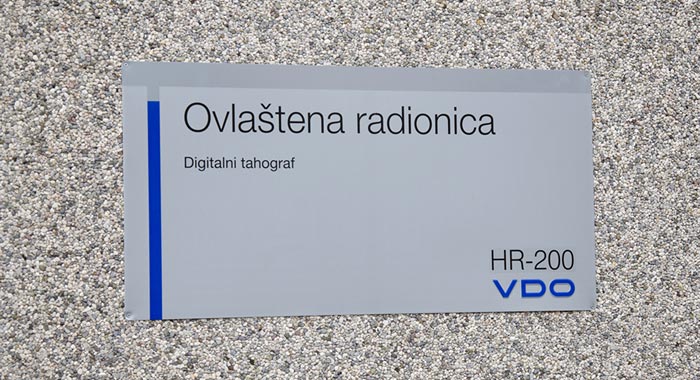 Ovlaštena radionica
Digitalni tahograf
HR-200
VDO